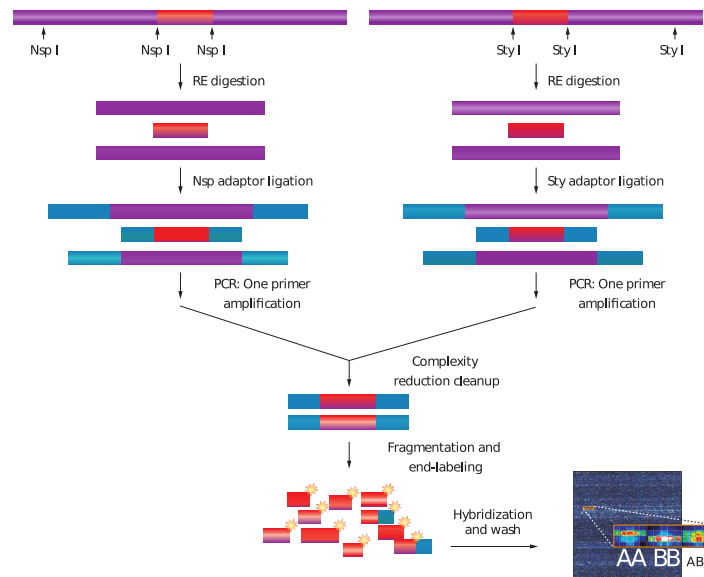 Nsp I Nsp I Nsp I
Sty I Sty I Sty I
RE digestion
RE digestion
Nsp adaptor ligation
Sty adaptor ligation
PCR: One primer
amplification
PCR: One primer
amplification
Complexity
reduction cleanup
Fragmentation and
end-labeling
Hybridization
and wash
AA BB AB